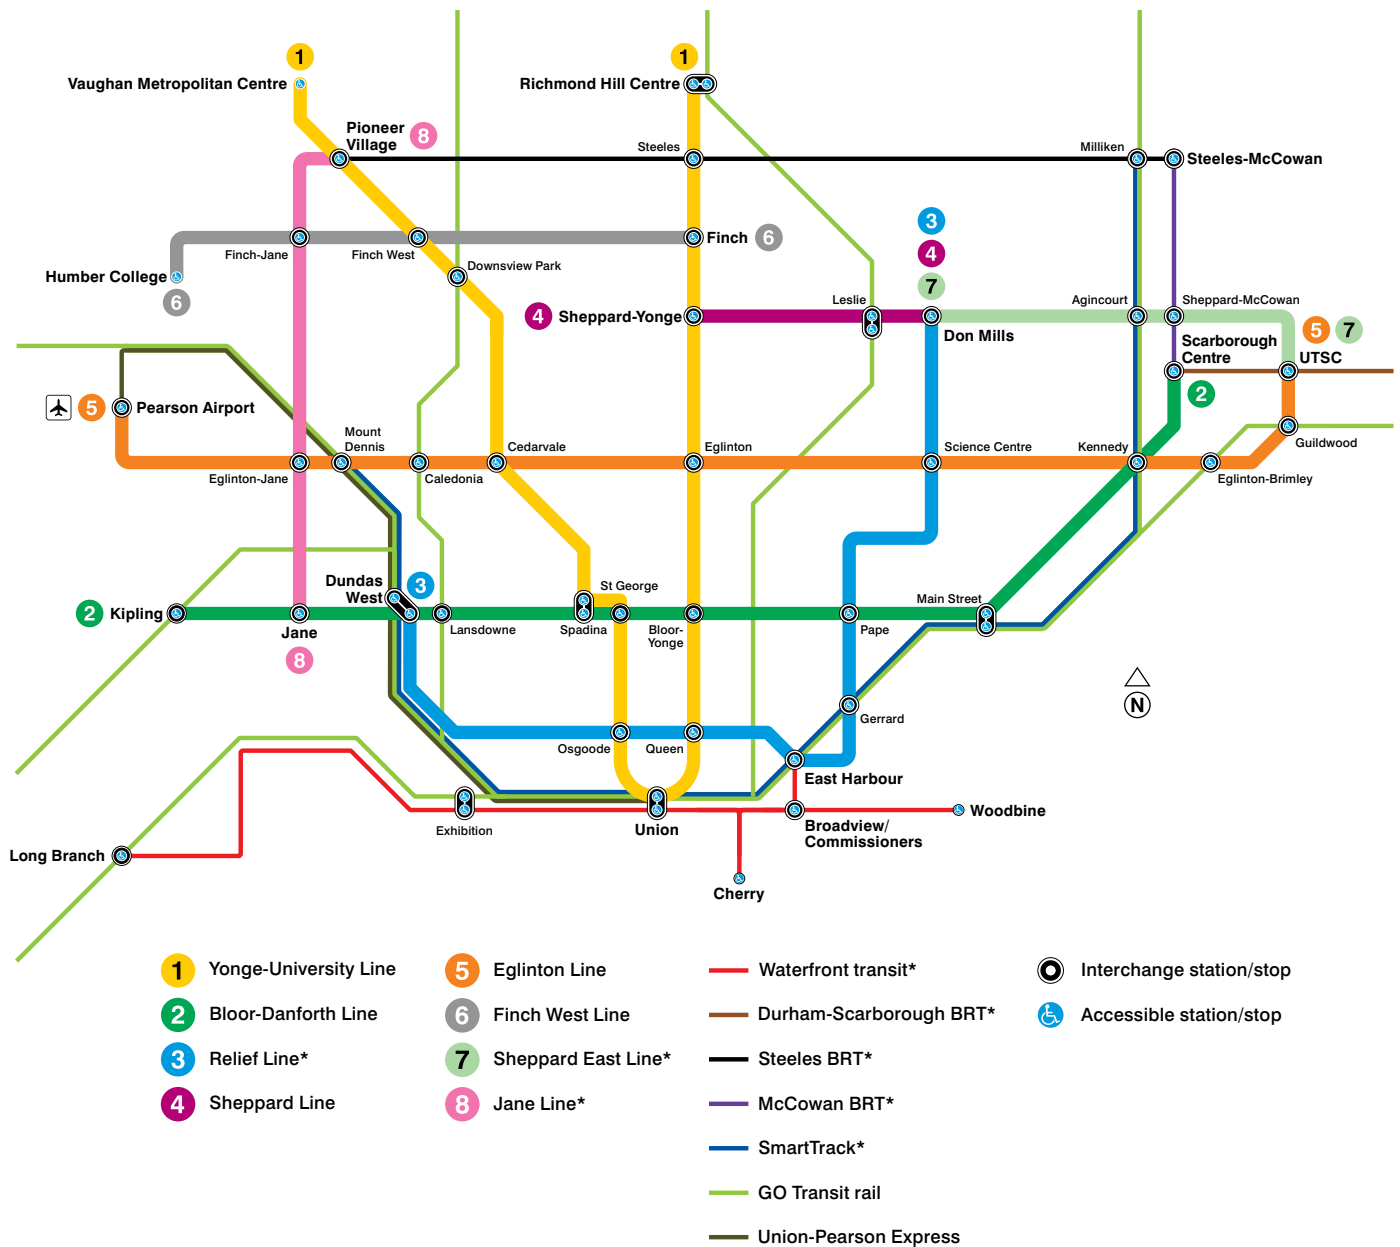 1
1
Vaughan Metropolitan Centre
Richmond Hill Centre
Pioneer
Village
8
Steeles
Milliken
Steeles-McCowan
3
4
7
Finch-Jane
Finch West
Finch
6
Downsview Park
Humber College
6
4
Sheppard-Yonge
Leslie
Don Mills
Agincourt
Sheppard-McCowan
Scarborough
Centre
5
7
UTSC
2
5
Pearson Airport
Mount
Dennis
Cedarvale
Eglinton
Science Centre
Kennedy
Guildwood
Eglinton-Jane
Caledonia
Eglinton-Brimley
Dundas
West
3
St George
Main Street
2
Kipling
Jane
8
Lansdowne
Spadina
Bloor-
Yonge
Pape
N
Gerrard
Osgoode
Queen
East Harbour
Exhibition
Union
Broadview/
Commissioners
Woodbine
Long Branch
Cherry
1 Yonge-University Line
2 Bloor-Danforth Line
3 Relief Line*
4 Sheppard Line
5 Eglinton Line
6 Finch West Line
7 Sheppard East Line*
8 Jane Line*
Waterfront transit*
Durham-Scarborough BRT*
Steeles BRT*
McCowan BRT*
SmartTrack*
GO Transit rail
Union-Pearson Express
Interchange station/stop
Accessible station/stop